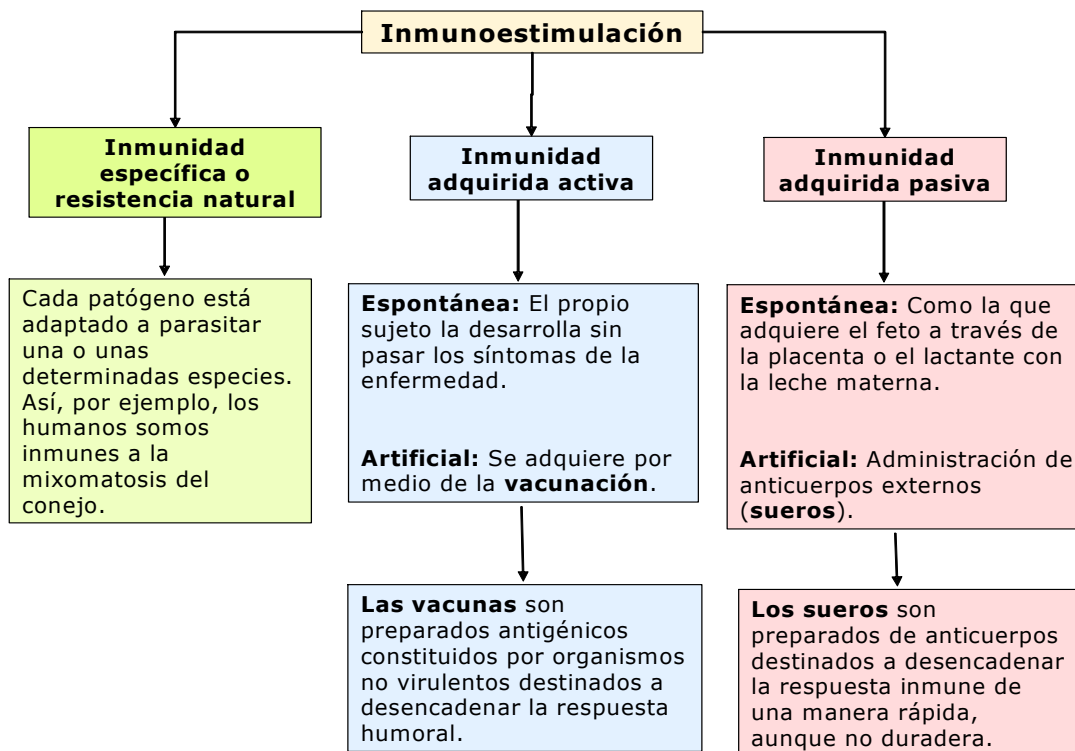 Inmunoestimulación
Inmunidad
específica o
resistencia natural
Cada patógeno está
adaptado a parasitar
una o unas
determinadas especies.
Así, por ejemplo, los
humanos somos
inmunes a la
mixomatosis del
conejo.
Inmunidad
adquirida activa
Espontánea: El propio
sujeto la desarrolla sin
pasar los síntomas de la
enfermedad.
Artificial: Se adquiere por
medio de la vacunación.
Las vacunas son
preparados antigénicos
constituidos por organismos
no virulentos destinados a
desencadenar la respuesta
humoral.
Inmunidad
adquirida pasiva
Espontánea: Como la que
adquiere el feto a través de
la placenta o el lactante con
la leche materna.
Artificial: Administración de
anticuerpos externos
(sueros).
Los sueros son
preparados de anticuerpos
destinados a desencadenar
la respuesta inmune de
una manera rápida,
aunque no duradera.